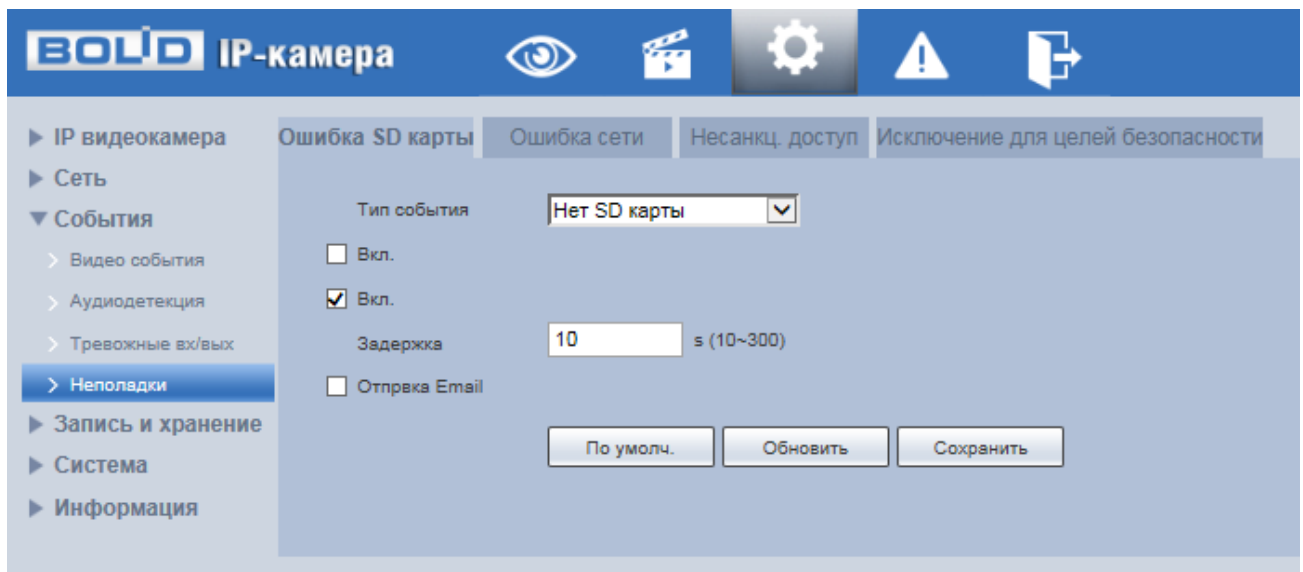 BOLID IP-камера
IP видеокамера
Сеть
События
Видео события
Аудиодетекция
Тревожные вх/вых
Неполадки
Запись и хранение
Система
Информация
Ошибка SD карты Ошибка сети Несанкц. доступ Исключение для целей безопасности
Тип события Нет SD карты
Вкл.
Вкл.
Задержка 10 s (10~300)
Отпрвка Email
По умолч. Обновить Сохранить